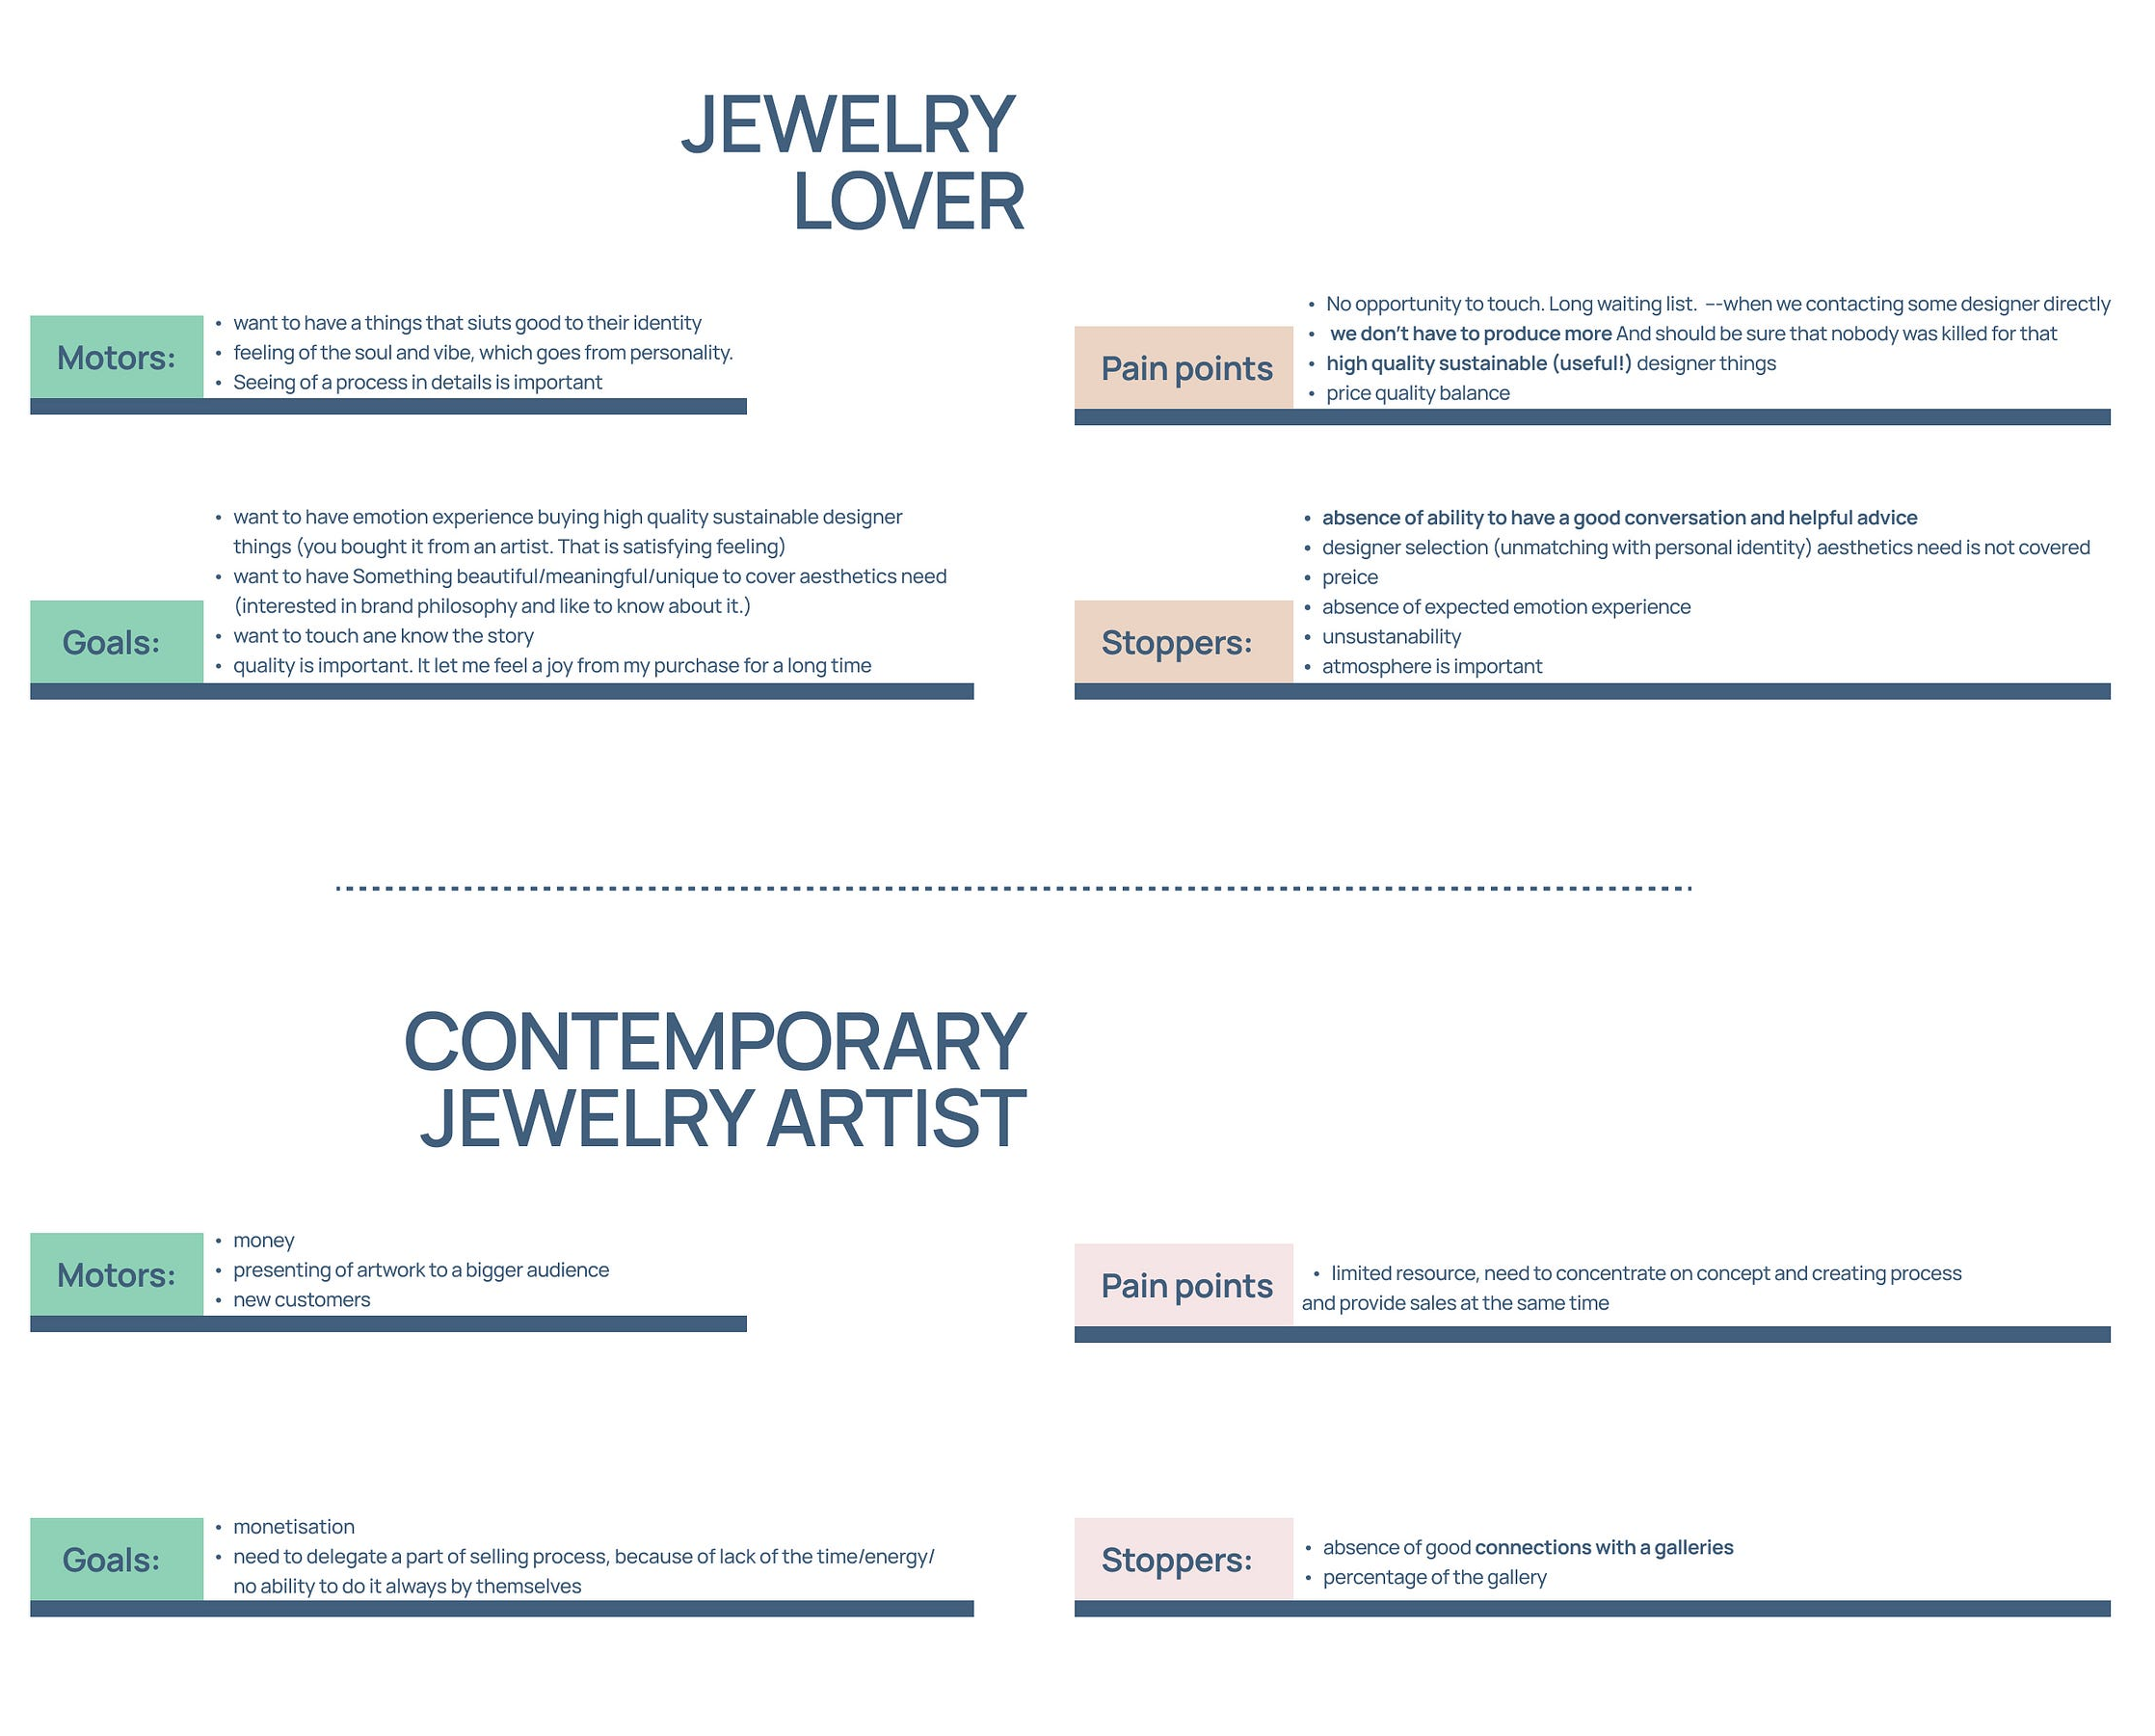 JEWELRY
LOVER
Motors:
• want to have a things that siuts good to their identity
• feeling of the soul and vibe, which goes from personality.
• Seeing of a process in details is important
Pain points
• No opportunity to touch. Long waiting list. –-when we contacting some designer directly
• we don't have to produce more And should be sure that nobody was killed for that
• high quality sustainable (useful!) designer things
• price quality balance
Goals:
• want to have emotion experience buying high quality sustainable designer
things (you bought it from an artist. That is satisfying feeling)
• want to have Something beautiful/meaningful/unique to cover aesthetics need
(interested in brand philosophy and like to know about it.)
• want to touch ane know the story
• quality is important. It let me feel a joy from my purchase for a long time
Stoppers:
• absence of ability to have a good conversation and helpful advice
• designer selection (unmatching with personal identity) aesthetics need is not covered
• preice
• absence of expected emotion experience
• unsustanability
• atmosphere is important
CONTEMPORARY
JEWELRY ARTIST
Motors:
• money
• presenting of artwork to a bigger audience
• new customers
Pain points
• limited resource, need to concentrate on concept and creating process
and provide sales at the same time
Goals:
• monetisation
• need to delegate a part of selling process, because of lack of the time/energy/
no ability to do it always by themselves
Stoppers:
• absence of good connections with a galleries
• percentage of the gallery